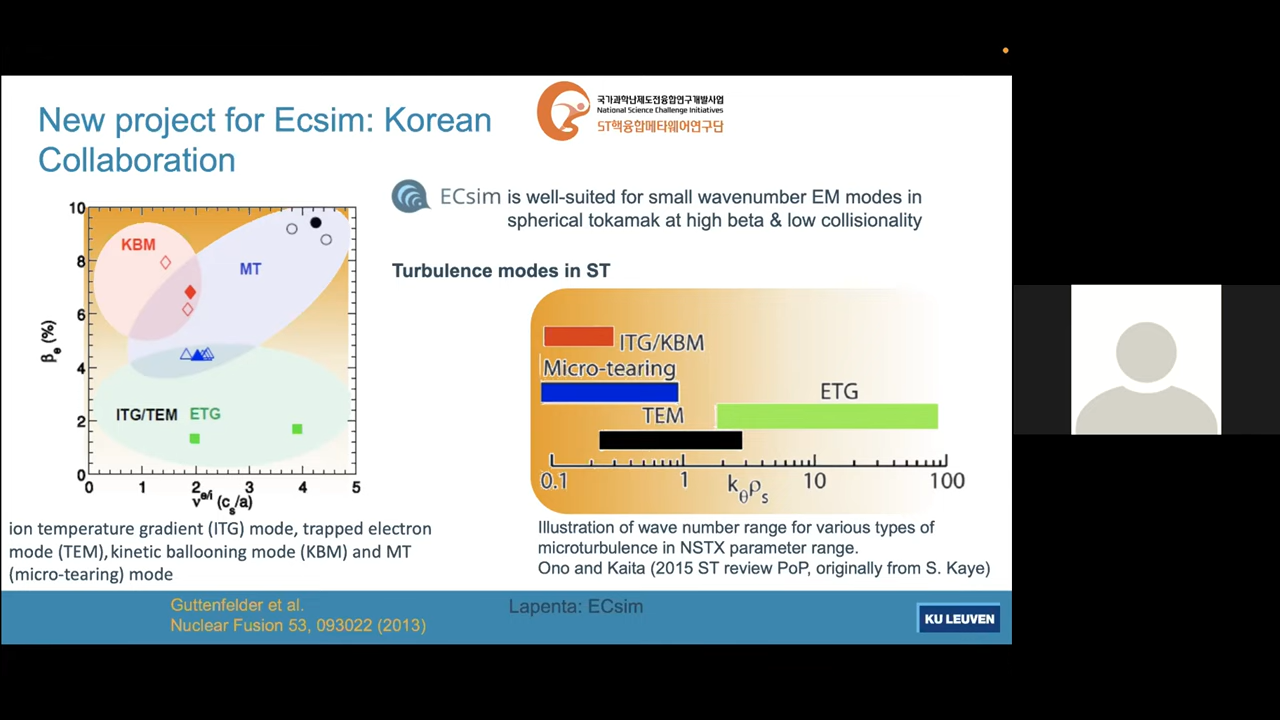 New project for Ecsim: Korean
Collaboration
국가과학난제도전융합연구개발사업
National Science Challenge Initiatives
ST핵융합메타웨어연구단
ECsim is well-suited for small wavenumber EM modes in
spherical tokamak at high beta & low collisionality
Turbulence modes in ST
10
8
6
4
2
0
βe (%)
KBM
MT
ITG/TEM
ETG
0 1 2 3 4 5
νe/i (cs/a)
ITG/KBM
Micro-tearing
ETG
TEM
0.1 1 10 100
kθρs
ion temperature gradient (ITG) mode, trapped electron
mode (TEM), kinetic ballooning mode (KBM) and MT
(micro-tearing) mode
Illustration of wave number range for various types of
microturbulence in NSTX parameter range.
Ono and Kaita (2015 ST review PoP, originally from S. Kaye)
Guttenfelder et al.
Nuclear Fusion 53, 093022 (2013)
Lapenta: ECsim
KU LEUVEN